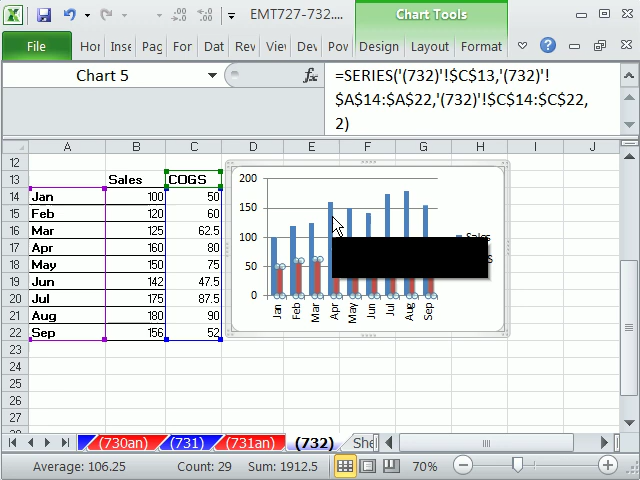 EMT727-732....
Chart Tools
File
Hor
Inse
Pag
For
Dat
Rev
Viev
Dev
Pow
Design
Layout
Format
Chart 5
fx
=SERIES('(732)'!$C$13,'(732)'!
$A$14:$A$22,'(732)'!$C$14:$C$22,
2)
A B C D E F G H I J
12
13 Sales COGS
14 Jan 100 50
15 Feb 120 60
16 Mar 125 62.5
17 Apr 160 80
18 May 150 75
19 Jun 142 47.5
20 Jul 175 87.5
21 Aug 180 90
22 Sep 156 52
23
24
25
26
27
28
200
150
100
50
0
Jan Feb Mar Apr May Jun Jul Aug Sep
Sales
(730an) (731) (731an) (732) She
Average: 106.25 Count: 29 Sum: 1912.5 70%